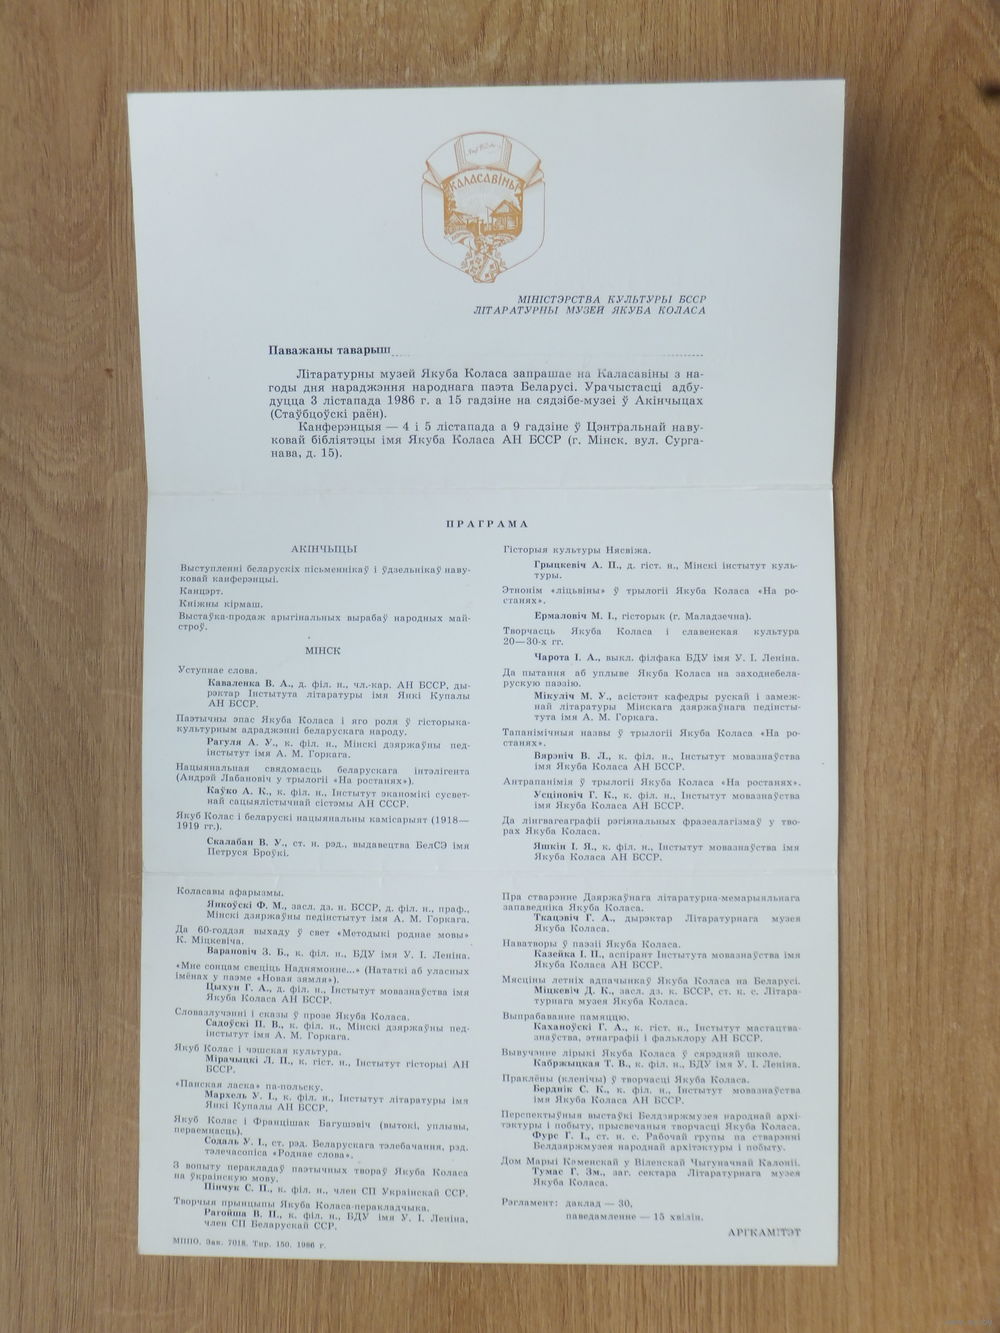 КАЛАСАВІНЫ
МІНІСТЭРСТВА КУЛЬТУРЫ БССР
ЛІТАРАТУРНЫ МУЗЕЙ ЯКУБА КОЛАСА
Паважаны таварыш
Літаратурны музей Якуба Коласа запрашае на Каласавіны з на-
годы дня нараджэння народнага паэта Беларусі. Урачыстасці адбу-
дуцца 3 лістапада 1986 г. а 15 гадзіне на сядзібе-музеі ў Акінчыцах
(Стаўбцоўскі раён).
Канферэнцыя — 4 і 5 лістапада а 9 гадзіне ў Цэнтральнай наву-
ковай бібліятэцы імя Якуба Коласа АН БССР (г. Мінск. вул. Сурга-
нава, д. 15).
ПРАГРАМА
АКІНЧЫЦЫ
Выступленні беларускіх пісьменнікаў і ўдзельнікаў наву-
ковай канферэнцыі.
Канцэрт.
Кніжны кірмаш.
Выстаўка-продаж арыгінальных вырабаў народных май-
строў.
МІНСК
Уступнае слова.
Каваленка В. А., д. філ. н., чл.-кар. АН БССР, ды-
рэктар Інстытута літаратуры імя Янкі Купалы
АН БССР.
Паэтычны эпас Якуба Коласа і яго роля ў гісторыка-
культурным адраджэнні беларускага народу.
Рагуля А. У., к. філ. н., Мінскі дзяржаўны пед-
інстытут імя А. М. Горкага.
Нацыянальная свядомасць беларускага інтэлігента
(Андрэй Лабановіч у трылогіі «На ростанях»).
Каўко А. К., к. філ. н., Інстытут эканомікі сусвет-
най сацыялістычнай сістэмы АН СССР.
Якуб Колас і беларускі нацыянальны камісарыят (1918—
1919 гг.).
Скалабан В. У., ст. н. рэд., выдавецтва БелСЭ імя
Петруся Броўкі.
Коласавы афарызмы.
Янкоўскі Ф. М., засл. дз. н. БССР, д. філ. н., праф.,
Мінскі дзяржаўны педінстытут імя А. М. Горкага.
Да 60-годдзя выхаду ў свет «Методыкі роднае мовы»
К. Міцкевіча.
Варановіч З. Б., к. філ. н., БДУ імя У. І. Леніна.
«Мне сонцам свеціць Наднямонне...» (Нататкі аб уласных
імёнах у паэме «Новая зямля»).
Цыхун Г. А., д. філ. н., Інстытут мовазнаўства імя
Якуба Коласа АН БССР.
Словазлучэнні і сказы ў прозе Якуба Коласа.
Садоўскі П. В., к. філ. н., Мінскі дзяржаўны пед-
інстытут імя А. М. Горкага.
Якуб Колас і чэшская культура.
Мірачыцкі Л. П., к. гіст. н., Інстытут гісторыі АН
БССР.
«Панская ласка» па-польску.
Мархель У. І., к. філ. н., Інстытут літаратуры імя
Янкі Купалы АН БССР.
Якуб Колас і Францішак Багушэвіч (вытокі, уплывы,
пераемнасць).
Содаль У. І., ст. рэд. Беларускага тэлебачання, рэд.
тэлечасопіса «Роднае слова».
З вопыту перакладаў паэтычных твораў Якуба Коласа
на ўкраінскую мову.
Пінчук С. П., к. філ. н., член СП Украінскай ССР.
Творчыя прынцыпы Якуба Коласа-перакладчыка.
Рагойша В. П., к. філ. н., БДУ імя У. І. Леніна,
член СП Беларускай ССР.
МППО. Зак. 7018. Тир. 150. 1986 г.
Гісторыя культуры Нясвіжа.
Грыцкевіч А. П., д. гіст. н., Мінскі інстытут куль-
туры.
Этнонім «ліцьвіны» ў трылогіі Якуба Коласа «На ро-
станях».
Ермаловіч М. І., гісторык (г. Маладзечна).
Творчасць Якуба Коласа і славенская культура
20—30-х гг.
Чарота І. А., выкл. філфака БДУ імя У. І. Леніна.
Да пытання аб уплыве Якуба Коласа на заходнебела-
рускую паэзію.
Мікуліч М. У., асістэнт кафедры рускай і замеж-
най літаратуры Мінскага дзяржаўнага педінсты-
тута імя А. М. Горкага.
Тапанімічныя назвы ў трылогіі Якуба Коласа «На ро-
станях».
Вярэніч В. Л., к. філ. н., Інстытут мовазнаўства
імя Якуба Коласа АН БССР.
Антрапанімія ў трылогіі Якуба Коласа «На ростанях».
Усціновіч Г. К., к. філ. н., Інстытут мовазнаўства
імя Якуба Коласа АН БССР.
Да лінгвагеаграфіі рэгіянальных фразеалагізмаў у тво-
рах Якуба Коласа.
Яшкін І. Я., к. філ. н., Інстытут мовазнаўства імя
Якуба Коласа АН БССР.
Пра стварэнне Дзяржаўнага літаратурна-мемарыяльнага
запаведніка Якуба Коласа.
Ткацэвіч Г. А., дырэктар Літаратурнага музея
Якуба Коласа.
Наватворы ў паэзіі Якуба Коласа.
Казейка І. П., аспірант Інстытута мовазнаўства імя
Якуба Коласа АН БССР.
Мясціны летніх адпачынкаў Якуба Коласа на Беларусі.
Міцкевіч Д. К., засл. дз. к. БССР, ст. н. с. Літара-
турнага музея Якуба Коласа.
Выпрабаванне памяццю.
Каханоўскі Г. А., к. гіст. н., Інстытут мастацтва-
знаўства, этнаграфіі і фальклору АН БССР.
Вывучэнне лірыкі Якуба Коласа ў сярэдняй школе.
Кабржыцкая Т. В., к. філ. н., БДУ імя У. І. Леніна.
Праклёны (кленічы) ў творчасці Якуба Коласа.
Берднік С. К., к. філ. н., Інстытут мовазнаўства
імя Якуба Коласа АН БССР.
Перспектыўныя выстаўкі Белдзяржмузея народнай архі-
тэктуры і побыту, прысвечаныя творчасці Якуба Коласа.
Фурс Г. І., ст. н. с. Рабочай групы па стварэнні
Белдзяржмузея народнай архітэктуры і побыту.
Дом Марыі Каменскай у Віленскай Чыгуначнай Калоніі.
Тумас Г. Зм., заг. сектара Літаратурнага музея
Якуба Коласа.
Рэгламент: даклад — 30,
паведамленне — 15 хвілін.
АРГКАМІТЭТ